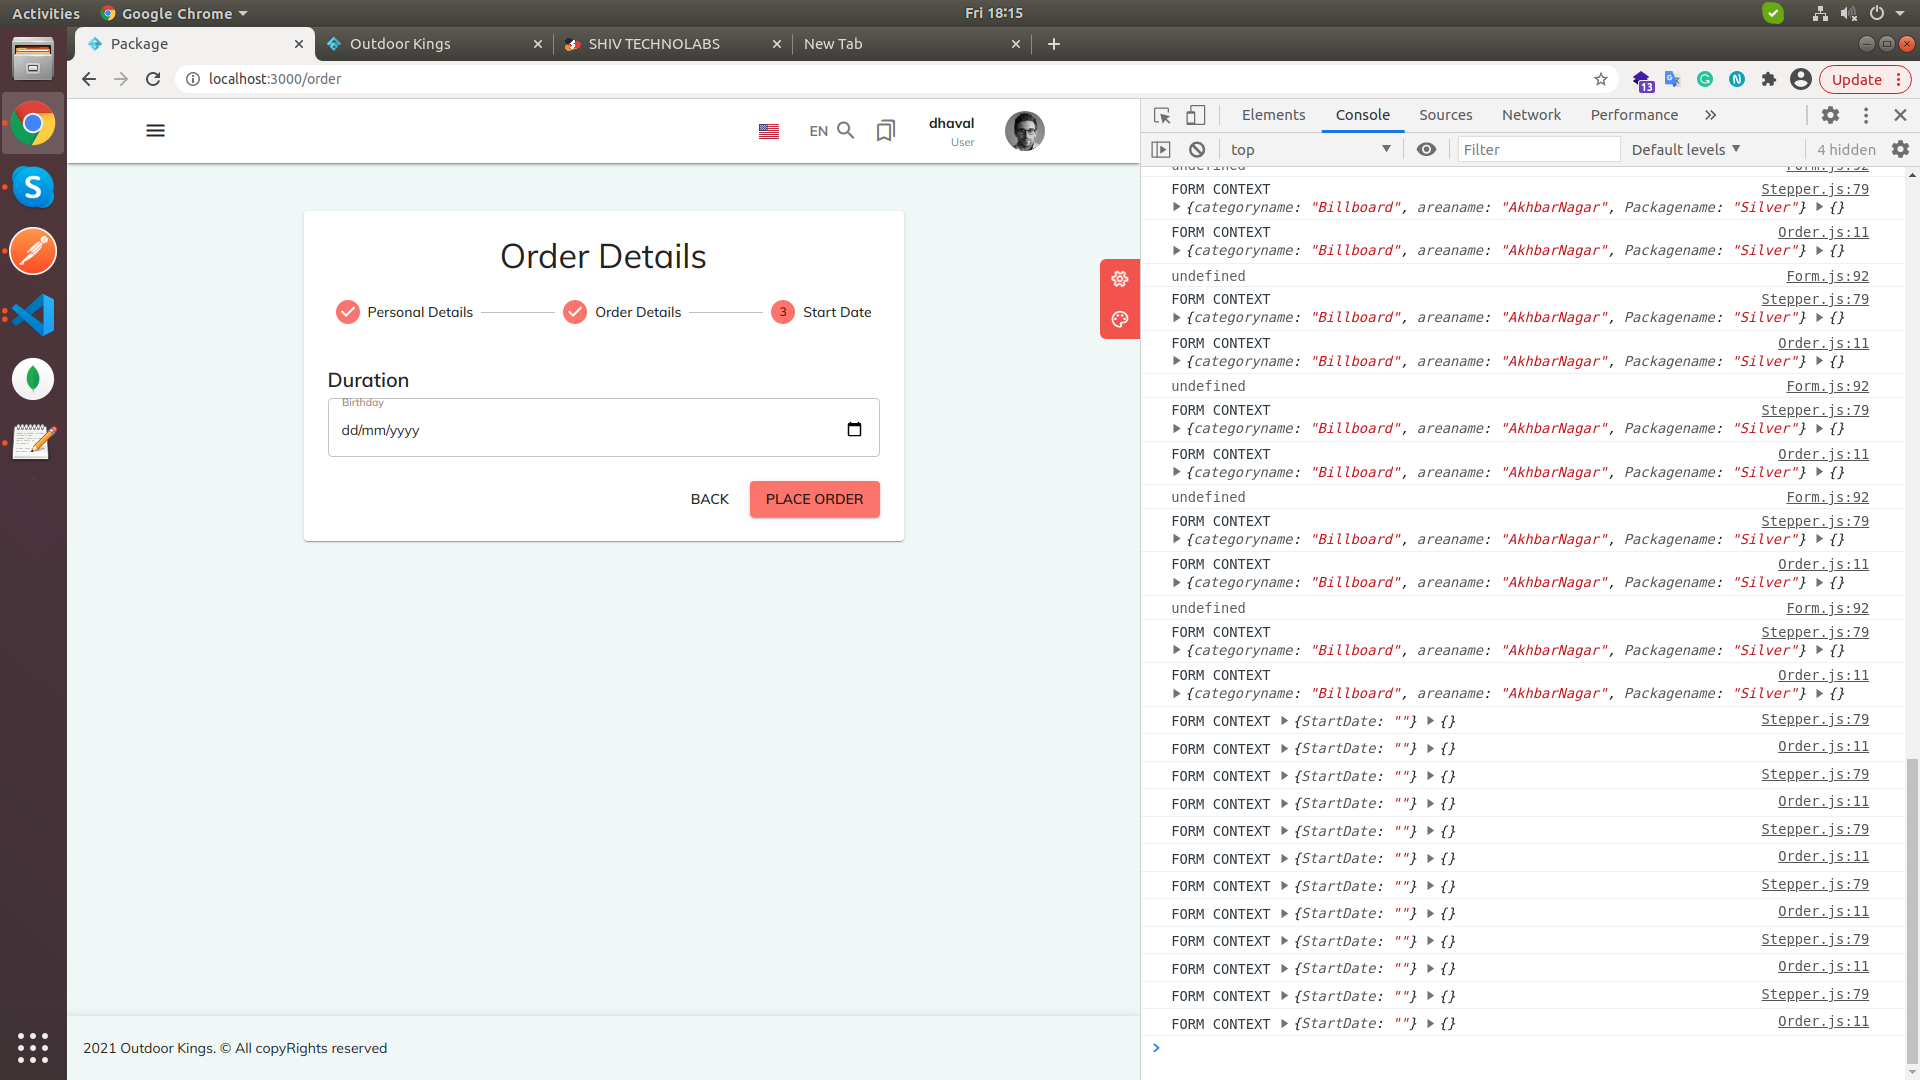 Activities Google Chrome Fri 18:15
Package Outdoor Kings SHIV TECHNOLABS New Tab
localhost:3000/order 13 Update
EN dhaval
User
Order Details
Personal Details Order Details 3 Start Date
Duration
Birthday
dd/mm/yyyy
BACK PLACE ORDER
2021 Outdoor Kings. © All copyRights reserved
Elements Console Sources Network Performance
top Filter Default levels 4 hidden
undefined Form.js:92
FORM CONTEXT Stepper.js:79
{categoryname: "Billboard", areaname: "AkhbarNagar", Packagename: "Silver"} {}
FORM CONTEXT Order.js:11
{categoryname: "Billboard", areaname: "AkhbarNagar", Packagename: "Silver"} {}
undefined Form.js:92
FORM CONTEXT Stepper.js:79
{categoryname: "Billboard", areaname: "AkhbarNagar", Packagename: "Silver"} {}
FORM CONTEXT Order.js:11
{categoryname: "Billboard", areaname: "AkhbarNagar", Packagename: "Silver"} {}
undefined Form.js:92
FORM CONTEXT Stepper.js:79
{categoryname: "Billboard", areaname: "AkhbarNagar", Packagename: "Silver"} {}
FORM CONTEXT Order.js:11
{categoryname: "Billboard", areaname: "AkhbarNagar", Packagename: "Silver"} {}
undefined Form.js:92
FORM CONTEXT Stepper.js:79
{categoryname: "Billboard", areaname: "AkhbarNagar", Packagename: "Silver"} {}
FORM CONTEXT Order.js:11
{categoryname: "Billboard", areaname: "AkhbarNagar", Packagename: "Silver"} {}
undefined Form.js:92
FORM CONTEXT Stepper.js:79
{categoryname: "Billboard", areaname: "AkhbarNagar", Packagename: "Silver"} {}
FORM CONTEXT Order.js:11
{categoryname: "Billboard", areaname: "AkhbarNagar", Packagename: "Silver"} {}
FORM CONTEXT {StartDate: ""} {} Stepper.js:79
FORM CONTEXT {StartDate: ""} {} Order.js:11
FORM CONTEXT {StartDate: ""} {} Stepper.js:79
FORM CONTEXT {StartDate: ""} {} Order.js:11
FORM CONTEXT {StartDate: ""} {} Stepper.js:79
FORM CONTEXT {StartDate: ""} {} Order.js:11
FORM CONTEXT {StartDate: ""} {} Stepper.js:79
FORM CONTEXT {StartDate: ""} {} Order.js:11
FORM CONTEXT {StartDate: ""} {} Stepper.js:79
FORM CONTEXT {StartDate: ""} {} Order.js:11
FORM CONTEXT {StartDate: ""} {} Stepper.js:79
FORM CONTEXT {StartDate: ""} {} Order.js:11